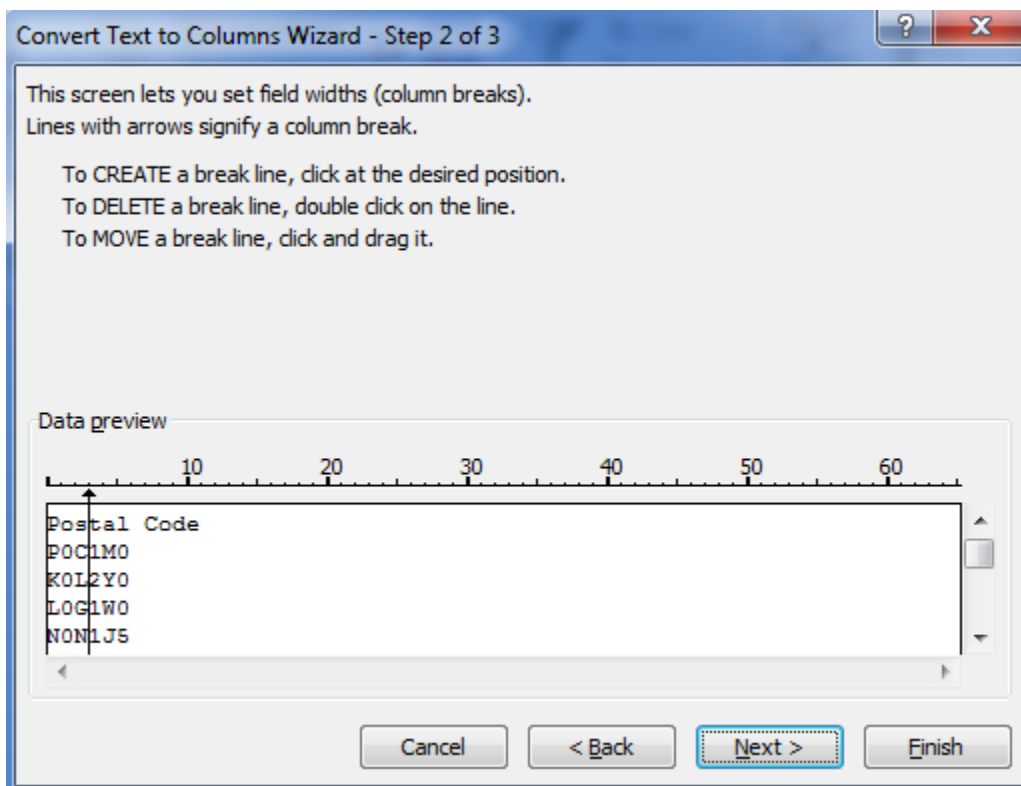 Convert Text to Columns Wizard - Step 2 of 3
?
X
This screen lets you set field widths (column breaks).
Lines with arrows signify a column break.
To CREATE a break line, click at the desired position.
To DELETE a break line, double click on the line.
To MOVE a break line, click and drag it.
Data preview
10 20 30 40 50 60
Postal Code
P0C1M0
K0L2Y0
L0G1W0
N0N1J5
Cancel
< Back
Next >
Finish